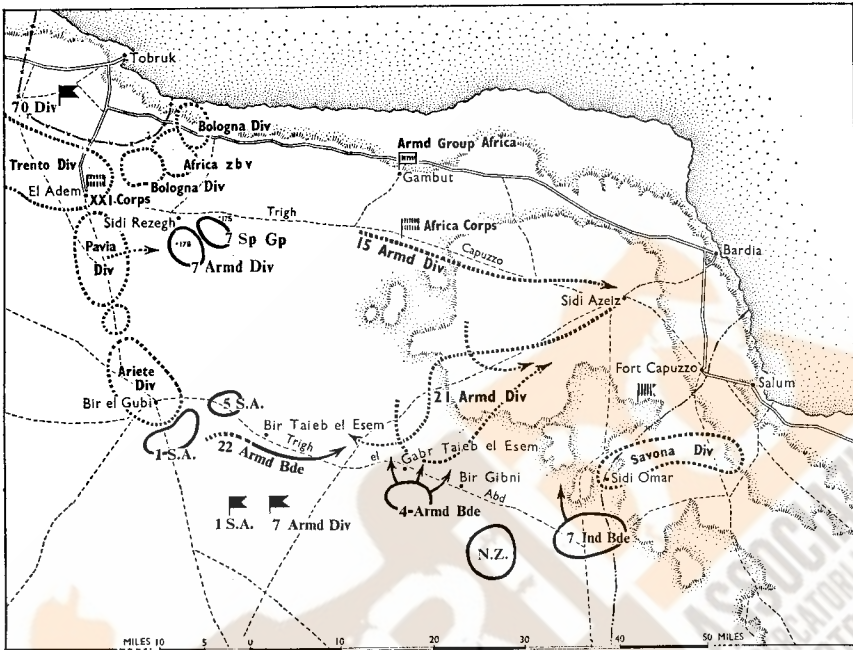 Tobruk
70 Div
Bologna Div
Armd Group Africa
Trento Div
Africa zbv
El Adem
Bologna Div
Gambut
XXI Corps
Trigh
Sidi Rezegh
175
178
7 Sp Gp
Africa Corps
Pavia
Div
7 Armd Div
15 Armd Div
Capuzzo
Bardia
Sidi Azeiz
Ariete
Div
Fort Capuzzo
Bir el Gubi
5 S.A.
21 Armd Div
Salum
Bir Taieb el Esem
1 S.A.
22 Armd Bde
Trigh
el
Gabr Taieb el Esem
Savona Div
Bir Gibni
Sidi Omar
Abd
4 Armd Bde
1 S.A.
7 Armd Div
7 Ind Bde
N.Z.
MILES 10 5 0 10 20 30 40 50 MILES